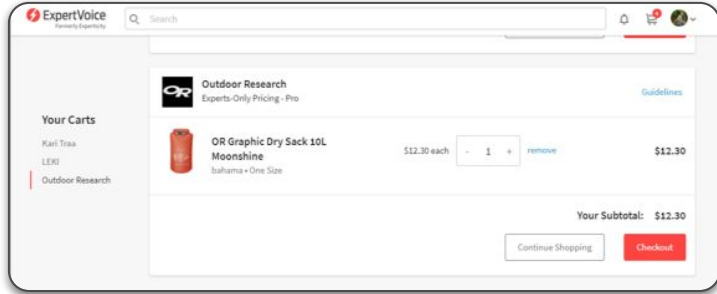 ExpertVoice
Formerly Experticity
Search
Outdoor Research
Experts-Only Pricing - Pro
Guidelines
Your Carts
Kari Traa
LEKI
Outdoor Research
OR Graphic Dry Sack 10L
Moonshine
bahama • One Size
$12.30 each - 1 + remove $12.30
Your Subtotal: $12.30
Continue Shopping Checkout